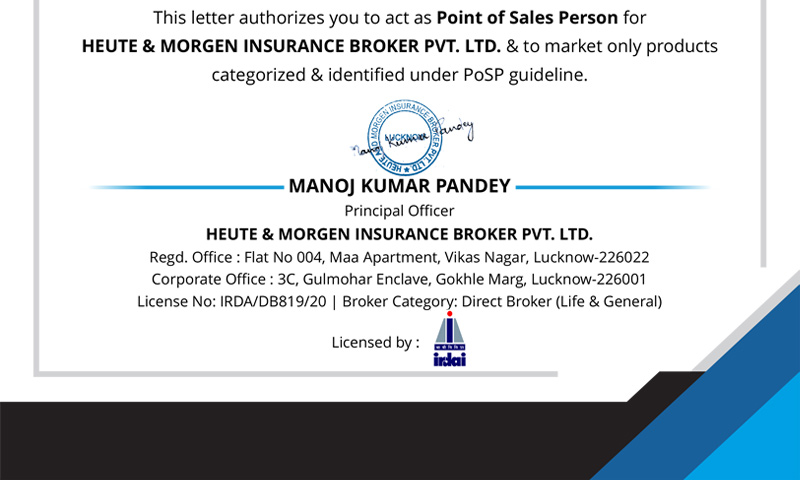 This letter authorizes you to act as Point of Sales Person for
HEUTE & MORGEN INSURANCE BROKER PVT. LTD. & to market only products
categorized & identified under PoSP guideline.
HEUTE AND MORGEN INSURANCE BROKER PVT. LTD.
LUCKNOW
Manoj Kumar Pandey
MANOJ KUMAR PANDEY
Principal Officer
HEUTE & MORGEN INSURANCE BROKER PVT. LTD.
Regd. Office : Flat No 004, Maa Apartment, Vikas Nagar, Lucknow-226022
Corporate Office : 3C, Gulmohar Enclave, Gokhle Marg, Lucknow-226001
License No: IRDA/DB819/20 | Broker Category: Direct Broker (Life & General)
Licensed by :
irdai